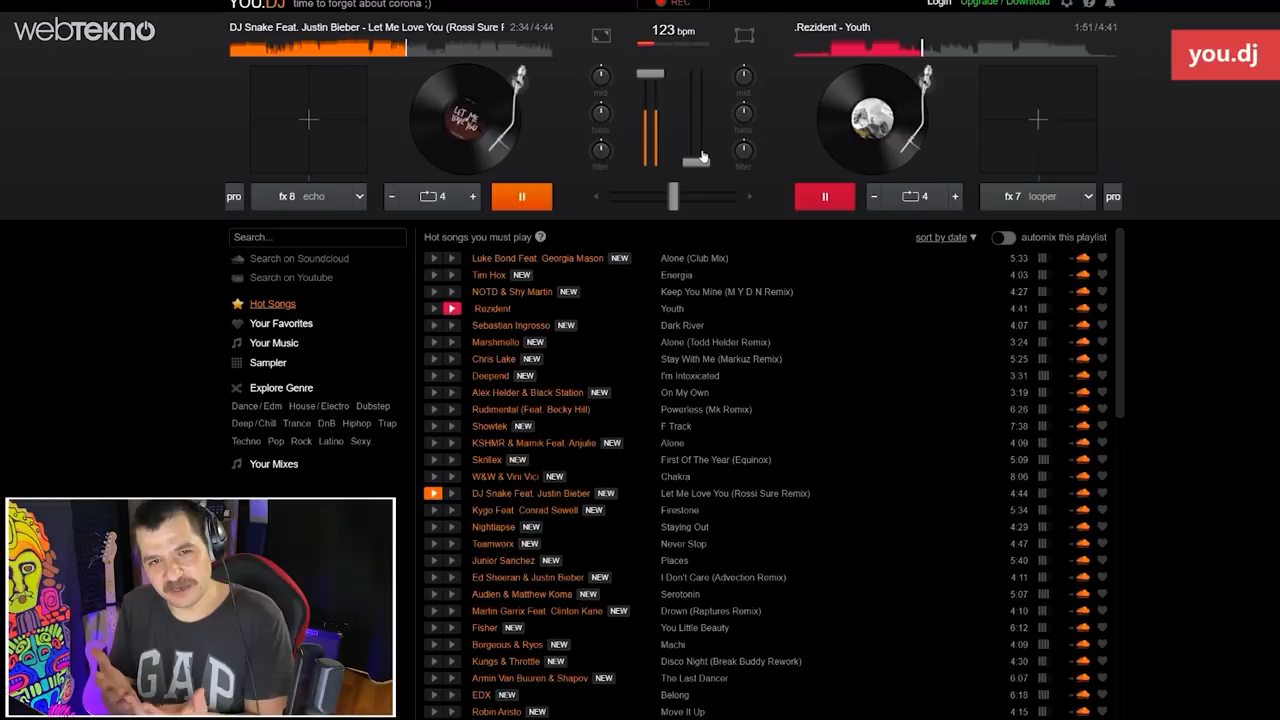 YOU.DJ time to forget about corona ;)
REC
Login Upgrade / Download
webtekno
you.dj
DJ Snake Feat. Justin Bieber - Let Me Love You (Rossi Sure F 2:34/4:44
123 bpm
.Rezident - Youth 1:51/4:41
mid mid
bass bass
filter filter
pro fx 8 echo - 4 + - 4 + fx 7 looper pro
LET ME LOVE YOU
Search...
Search on Soundcloud
Search on Youtube
Hot Songs
Your Favorites
Your Music
Sampler
Explore Genre
Dance / Edm House / Electro Dubstep
Deep / Chill Trance DnB Hiphop Trap
Techno Pop Rock Latino Sexy
Your Mixes
Hot songs you must play ? sort by date ▼ automix this playlist
Luke Bond Feat. Georgia Mason NEW Alone (Club Mix) 5:33
Tim Hox NEW Energia 4:03
NOTD & Shy Martin NEW Keep You Mine (M Y D N Remix) 4:27
Rezident Youth 4:41
Sebastian Ingrosso NEW Dark River 4:07
Marshmello NEW Alone (Todd Helder Remix) 3:24
Chris Lake NEW Stay With Me (Markuz Remix) 5:25
Deepend NEW I'm Intoxicated 3:31
Alex Helder & Black Station NEW On My Own 3:19
Rudimental (Feat. Becky Hill) Powerless (Mk Remix) 6:26
Showtek NEW F Track 7:38
KSHMR & Marnik Feat. Anjulie NEW Alone 4:09
Skrillex NEW First Of The Year (Equinox) 5:09
W&W & Vini Vici NEW Chakra 8:06
DJ Snake Feat. Justin Bieber NEW Let Me Love You (Rossi Sure Remix) 4:44
Kygo Feat. Conrad Sewell NEW Firestone 5:34
Nightlapse NEW Staying Out 4:29
Teamworx NEW Never Stop 4:47
Junior Sanchez NEW Places 5:40
Ed Sheeran & Justin Bieber NEW I Don't Care (Advection Remix) 4:11
Audien & Matthew Koma NEW Serotonin 5:07
Martin Garrix Feat. Clinton Kane NEW Drown (Raptures Remix) 4:10
Fisher NEW You Little Beauty 6:12
Borgeous & Ryos NEW Machi 4:09
Kungs & Throttle NEW Disco Night (Break Buddy Rework) 4:30
Armin Van Buuren & Shapov NEW The Last Dancer 6:07
EDX NEW Belong 6:18
Robin Aristo NEW Move It Up 4:15
GAP